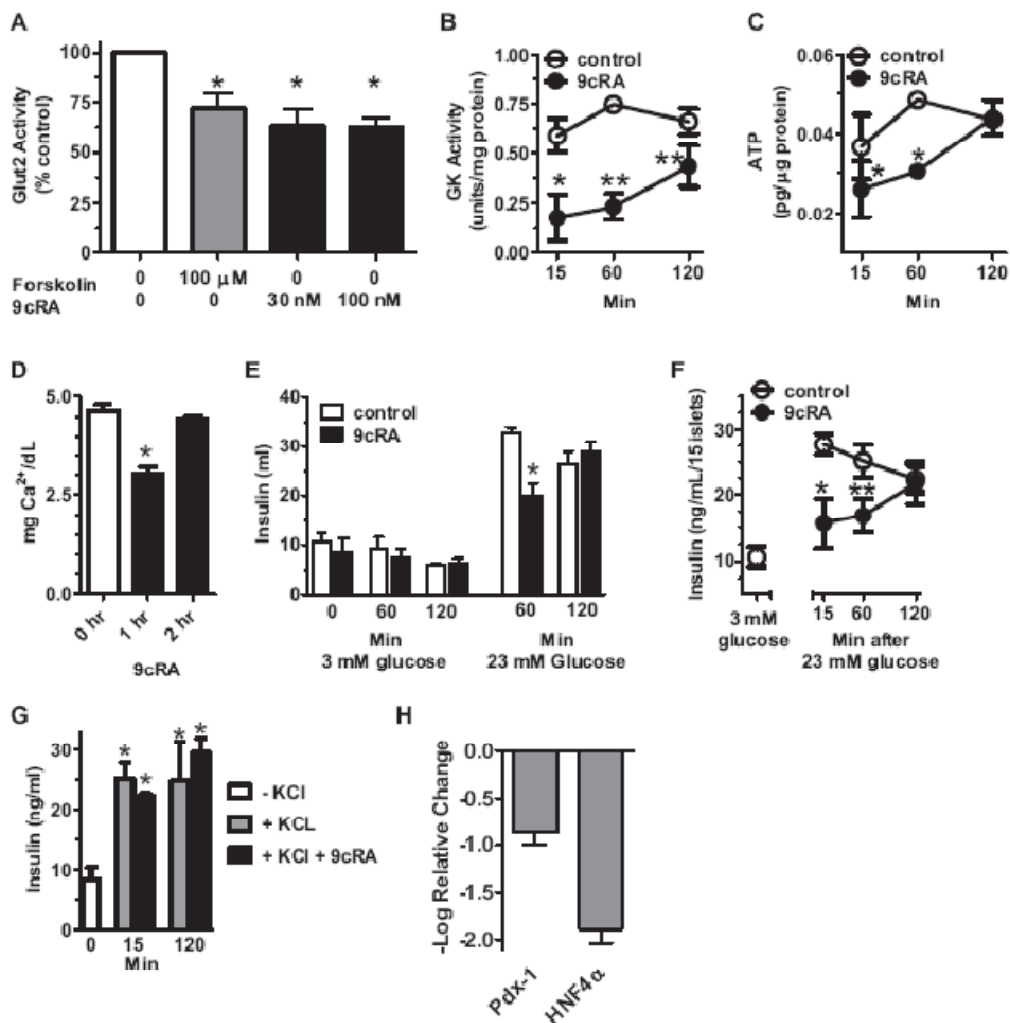 A
Glut2 Activity
(% control)
100
75
50
25
0
* * *
Forskolin 0 100 µM 0 0
9cRA 0 0 30 nM 100 nM
B
control
9cRA
GK Activity
(units/mg protein)
1.00
0.75
0.50
0.25
0.00
* ** **
15 60 120
Min
C
control
9cRA
ATP
(pg/µg protein)
0.06
0.04
0.02
* *
15 60 120
Min
D
mg Ca2+/dL
5.0
2.5
0.0
*
0 hr 1 hr 2 hr
9cRA
E
control
9cRA
Insulin (ml)
40
30
20
10
0
*
0 60 120 60 120
Min Min
3 mM glucose 23 mM Glucose
F
control
9cRA
Insulin (ng/mL/15 islets)
30
20
10
* **
15 60 120
3 mM
glucose
Min after
23 mM glucose
G
Insulin (ng/ml)
30
20
10
0
* * * *
0 15 120
Min
- KCl
+ KCL
+ KCl + 9cRA
H
-Log Relative Change
0.0
-0.5
-1.0
-1.5
-2.0
Pdx-1 HNF4α